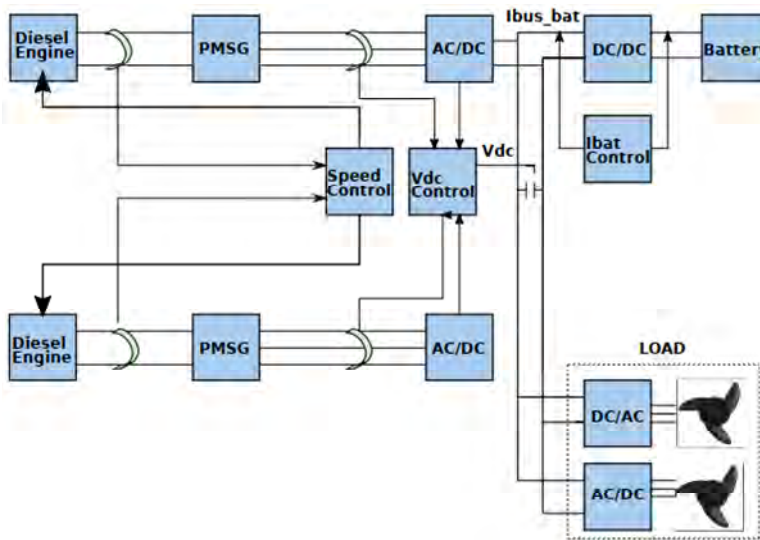 Diesel
Engine
PMSG
AC/DC
Ibus_bat
DC/DC
Battery
Ibat
Control
Speed
Control
Vdc
Control
Vdc
Diesel
Engine
PMSG
AC/DC
LOAD
DC/AC
AC/DC